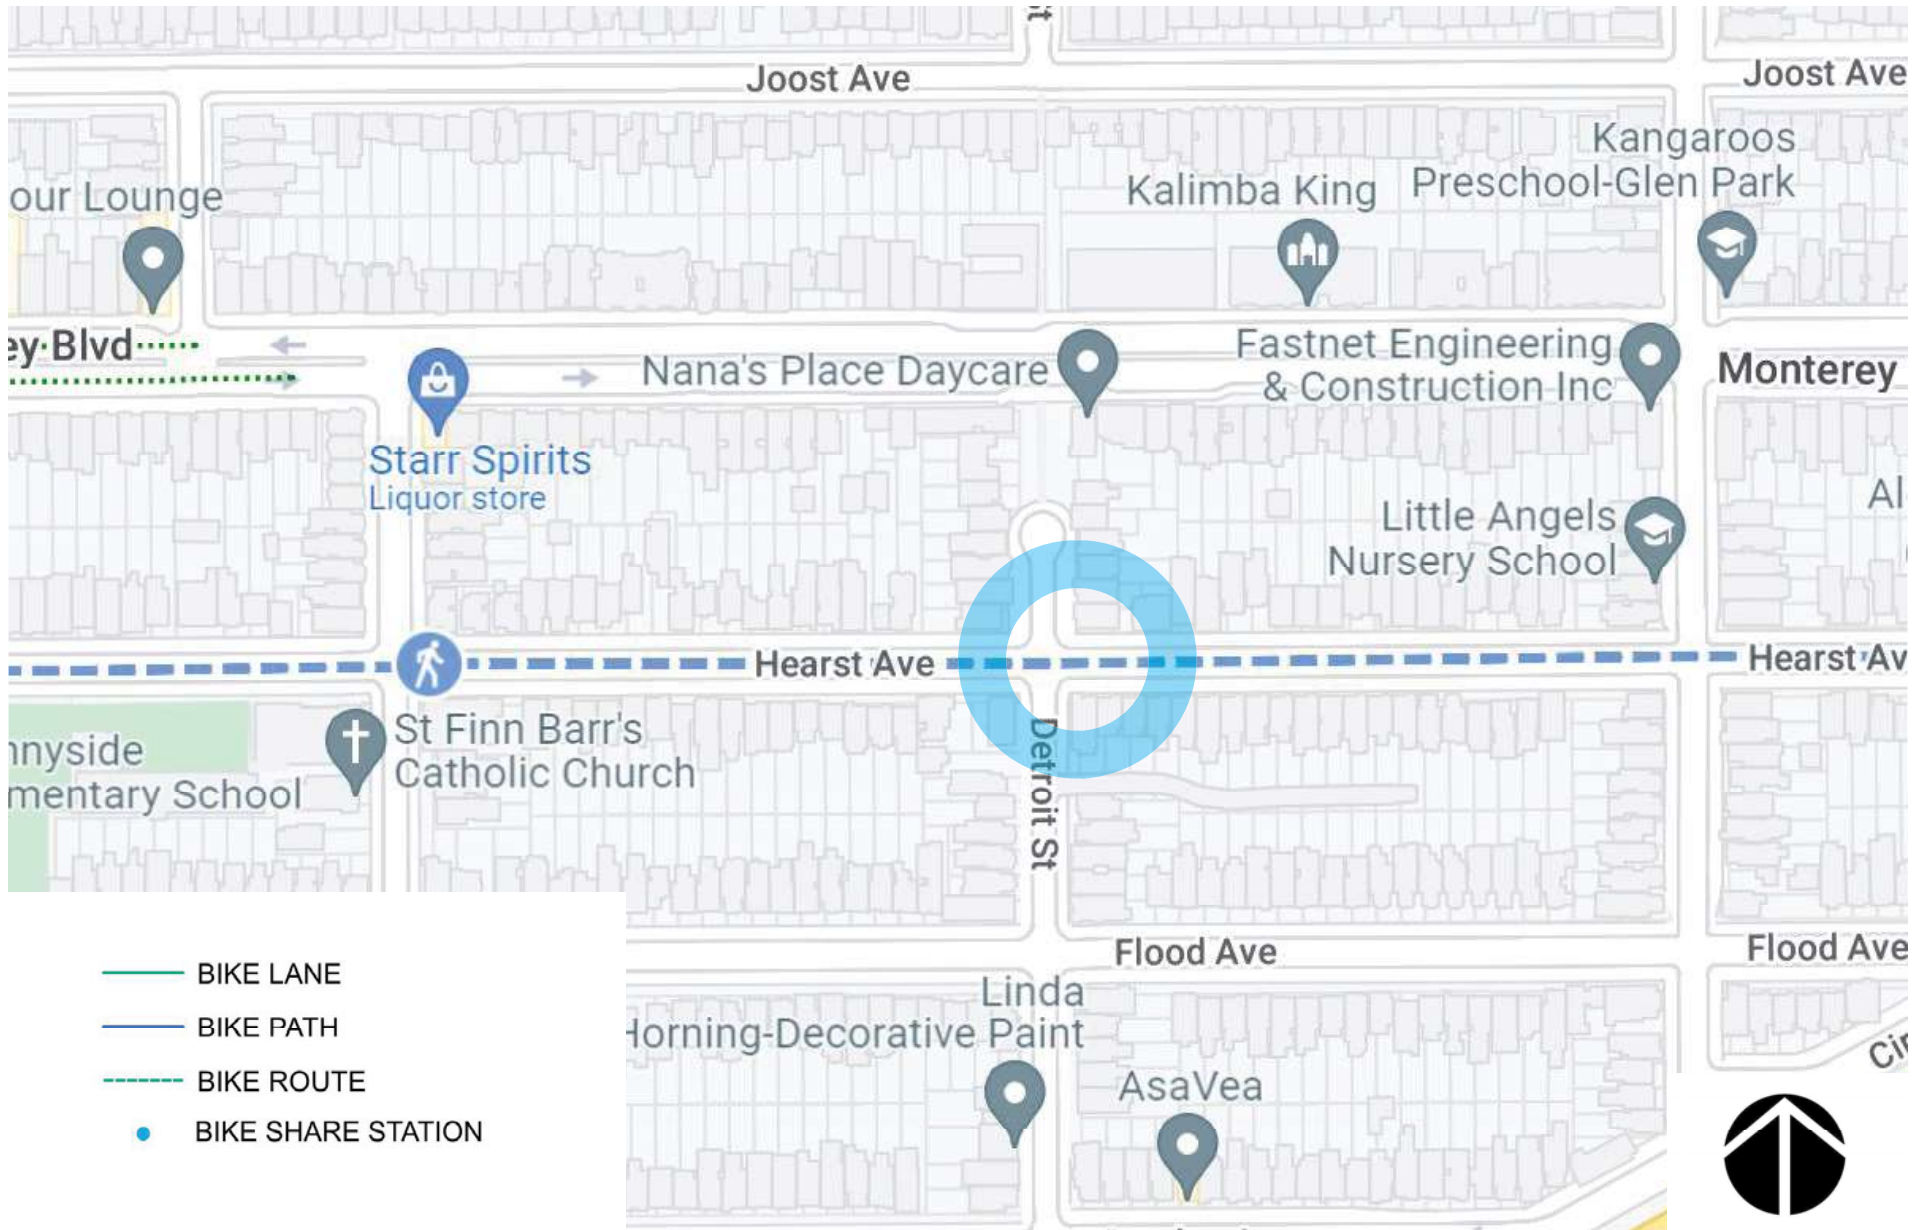 st
Joost Ave
Joost Ave
Kangaroos
Preschool-Glen Park
our Lounge
Kalimba King
ey Blvd
Nana's Place Daycare
Fastnet Engineering
& Construction Inc
Monterey
Starr Spirits
Liquor store
Al
Little Angels
Nursery School
Hearst Ave
Hearst Av
St Finn Barr's
Catholic Church
nnyside
mentary School
Detroit St
Flood Ave
Flood Ave
Linda
Horning-Decorative Paint
AsaVea
Cir
BIKE LANE
BIKE PATH
BIKE ROUTE
BIKE SHARE STATION